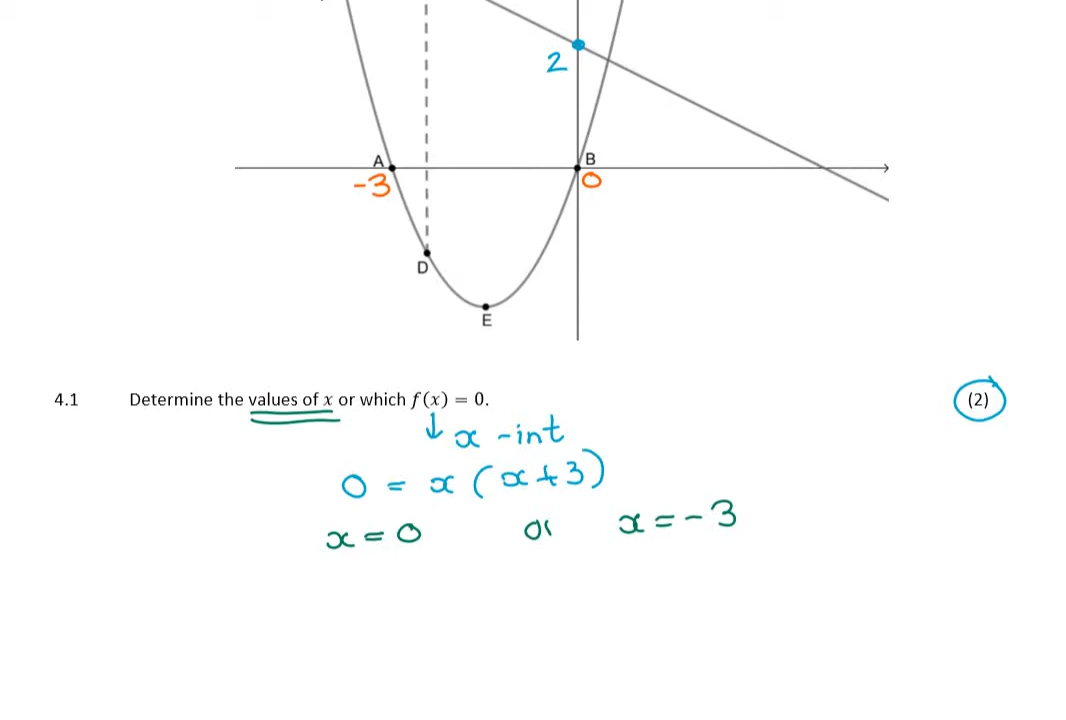 2
A
B
-3
0
D
E
4.1 Determine the values of x or which f(x) = 0. (2)
↓ x -int
0 = x (x+3)
x = 0 or x = -3